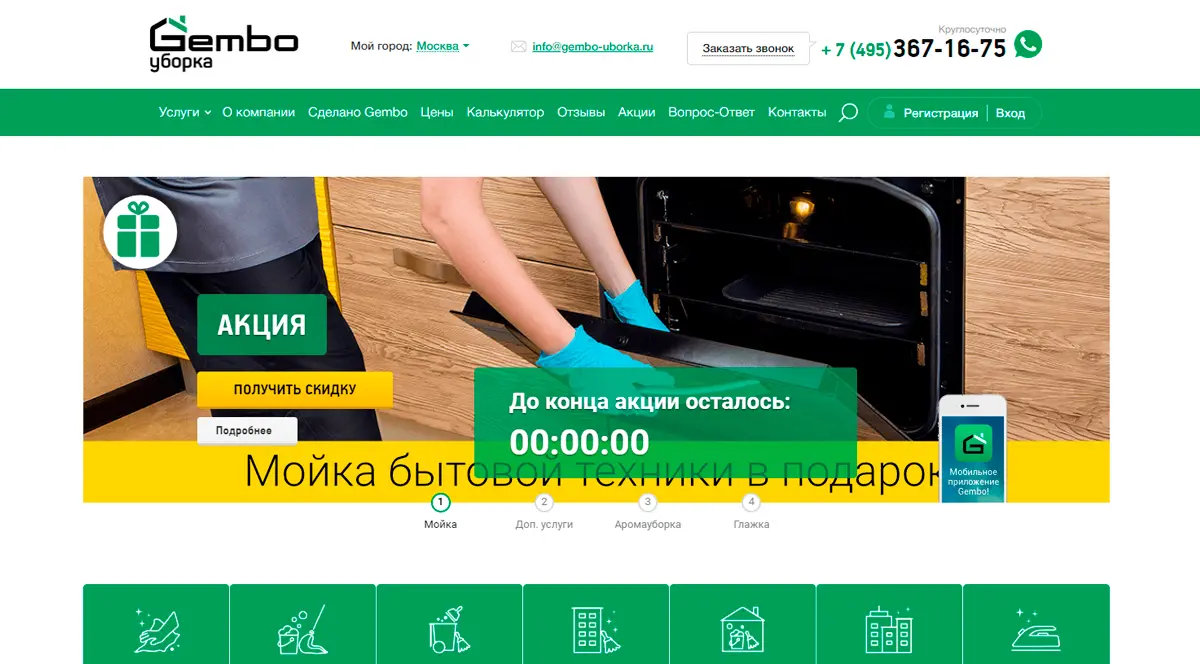 Gembo
уборка
Мой город: Москва
info@gembo-uborka.ru
Заказать звонок
Круглосуточно
+ 7 (495) 367-16-75
Услуги О компании Сделано Gembo Цены Калькулятор Отзывы Акции Вопрос-Ответ Контакты Регистрация Вход
АКЦИЯ
ПОЛУЧИТЬ СКИДКУ
До конца акции осталось:
Подробнее
00:00:00
Мойка бытовой техники в подарок
Мобильное
приложение
Gembo!
1 2 3 4
Мойка Доп. услуги Аромауборка Глажка